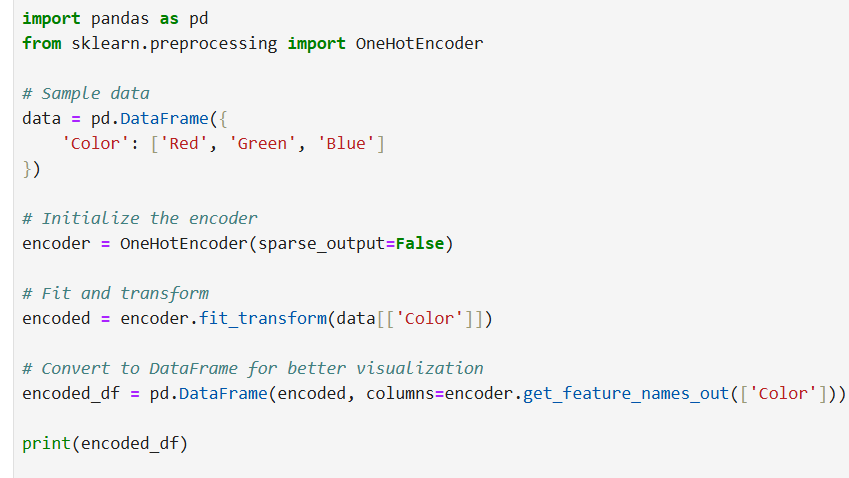 import pandas as pd
from sklearn.preprocessing import OneHotEncoder
# Sample data
data = pd.DataFrame({
    'Color': ['Red', 'Green', 'Blue']
})
# Initialize the encoder
encoder = OneHotEncoder(sparse_output=False)
# Fit and transform
encoded = encoder.fit_transform(data[['Color']])
# Convert to DataFrame for better visualization
encoded_df = pd.DataFrame(encoded, columns=encoder.get_feature_names_out(['Color']))
print(encoded_df)